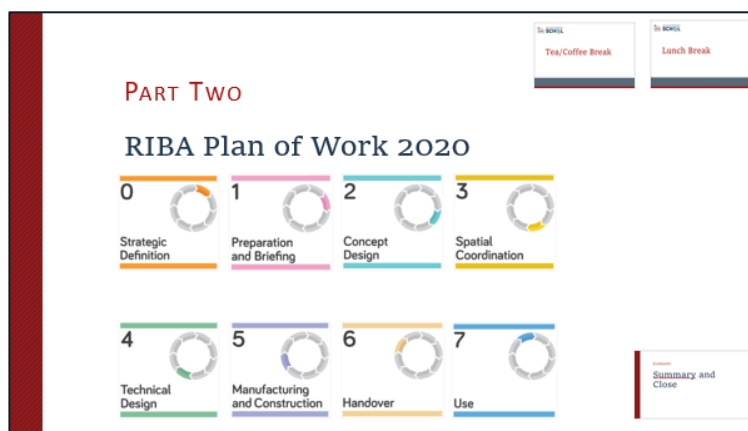 SCHOOL
Tea/Coffee Break
SCHOOL
Lunch Break
PART TWO
RIBA Plan of Work 2020
0
Strategic
Definition
1
Preparation
and Briefing
2
Concept
Design
3
Spatial
Coordination
4
Technical
Design
5
Manufacturing
and Construction
6
Handover
7
Use
Summary and
Close